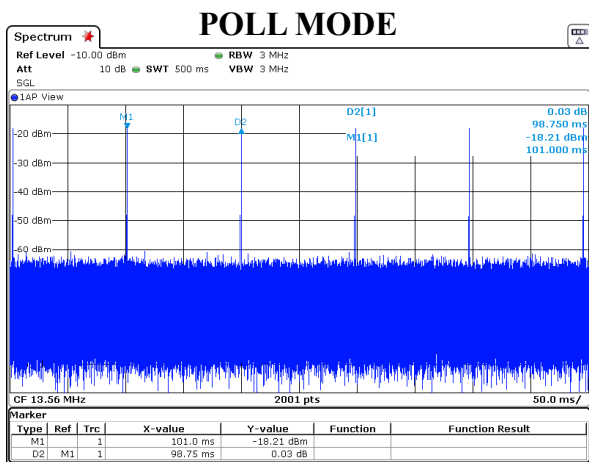 POLL MODE
Spectrum
Ref Level -10.00 dBm RBW 3 MHz
Att 10 dB SWT 500 ms VBW 3 MHz
SGL
1AP View
D2[1] 0.03 dB
98.750 ms
M1[1] -18.21 dBm
101.000 ms
M1
D2
-20 dBm
-30 dBm
-40 dBm
-50 dBm
-60 dBm
CF 13.56 MHz 2001 pts 50.0 ms/
Marker
Type Ref Trc X-value Y-value Function Function Result
M1 1 101.0 ms -18.21 dBm
D2 M1 1 98.75 ms 0.03 dB